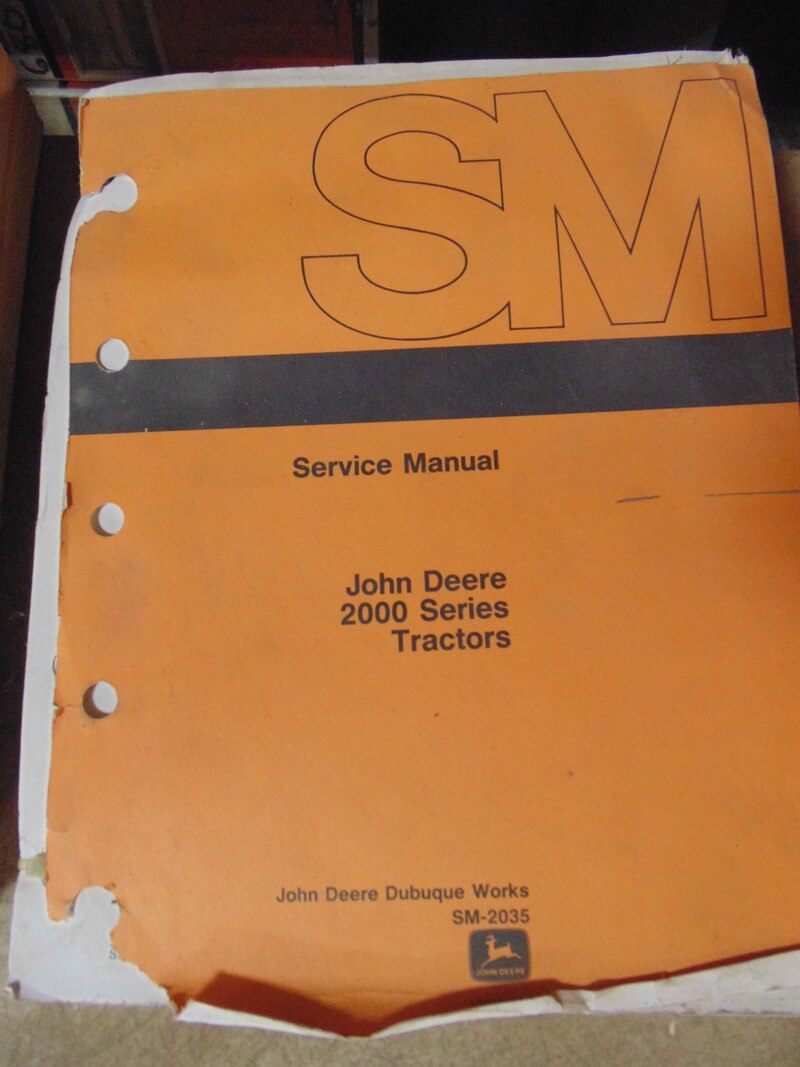 SM
Service Manual
John Deere
2000 Series
Tractors
John Deere Dubuque Works
SM-2035
JOHN DEERE